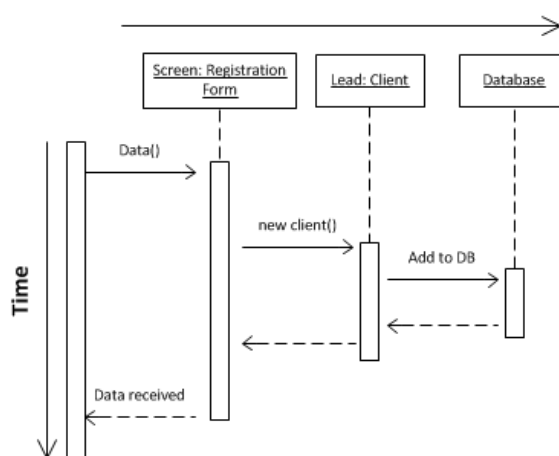 Screen: Registration
Form
Lead: Client
Database
Data()
new client()
Add to DB
Time
Data received